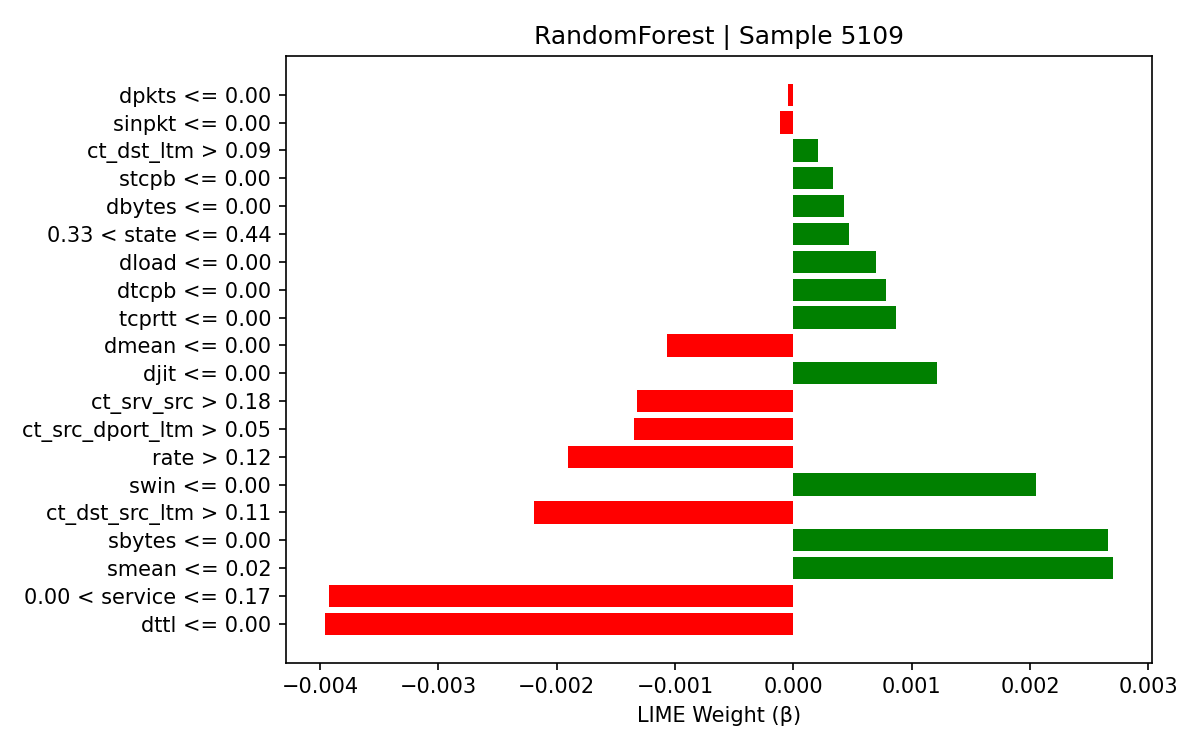 RandomForest | Sample 5109
dpkts <= 0.00
sinpkt <= 0.00
ct_dst_ltm > 0.09
stcpb <= 0.00
dbytes <= 0.00
0.33 < state <= 0.44
dload <= 0.00
dtcpb <= 0.00
tcprtt <= 0.00
dmean <= 0.00
djit <= 0.00
ct_srv_src > 0.18
ct_src_dport_ltm > 0.05
rate > 0.12
swin <= 0.00
ct_dst_src_ltm > 0.11
sbytes <= 0.00
smean <= 0.02
0.00 < service <= 0.17
dttl <= 0.00
−0.004 −0.003 −0.002 −0.001 0.000 0.001 0.002 0.003
LIME Weight (β)